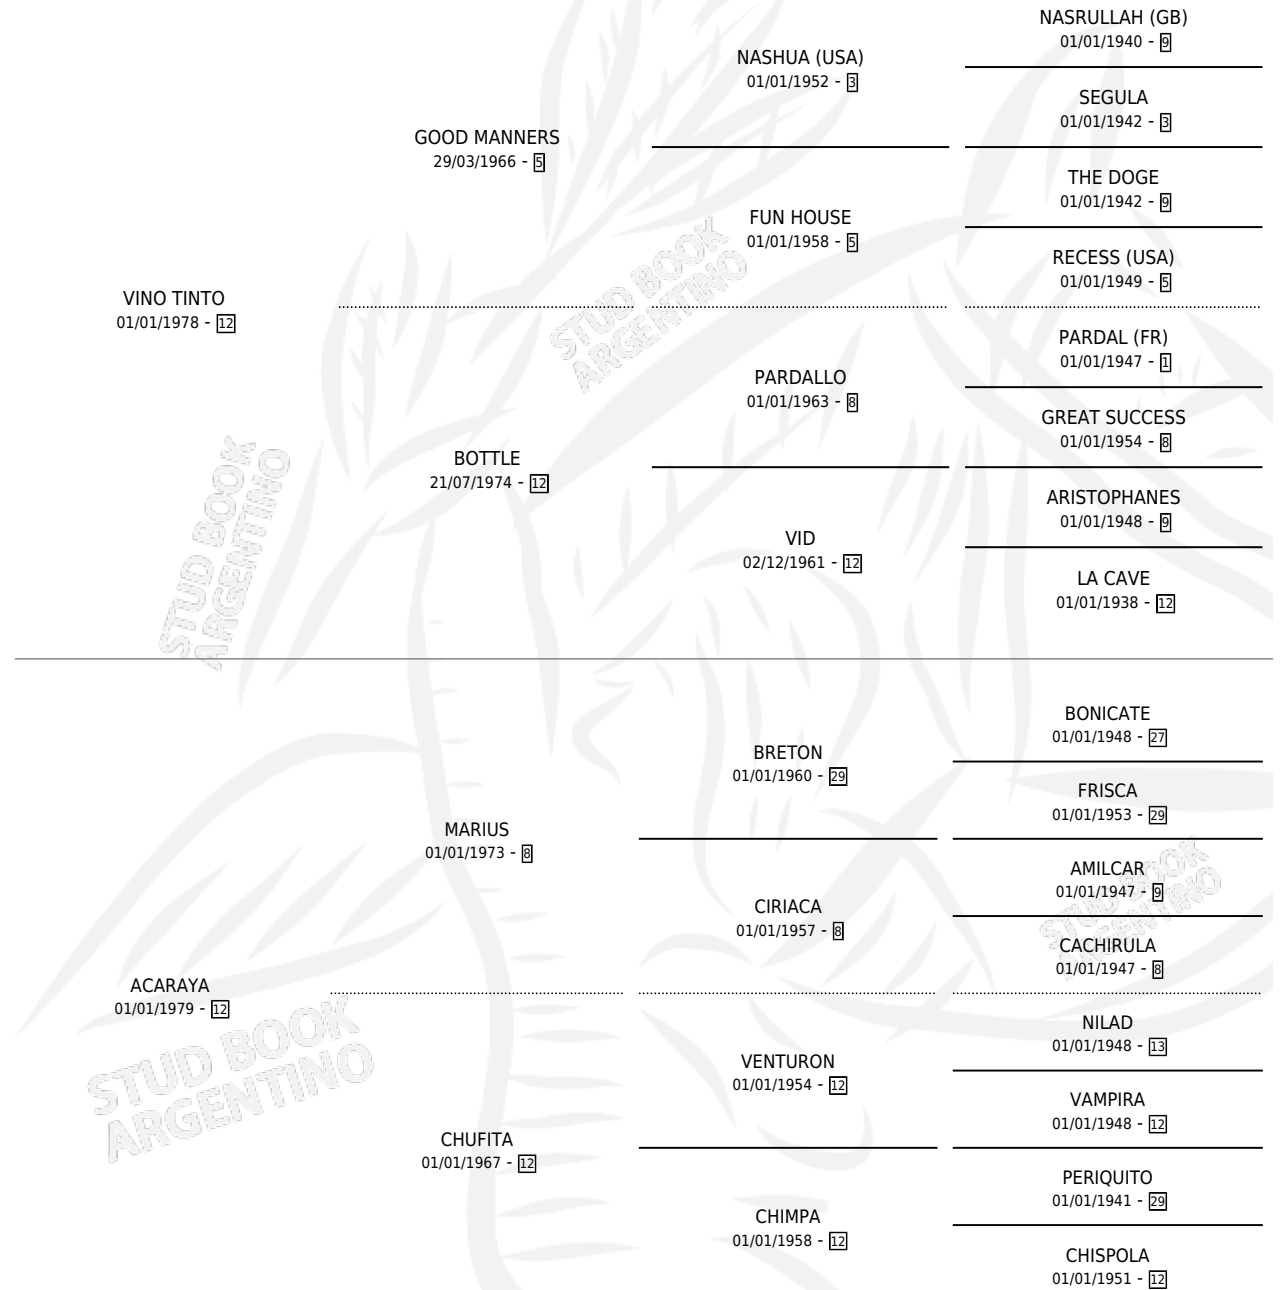 NASRULLAH (GB)
01/01/1940 - 9
NASHUA (USA)
01/01/1952 - 3
SEGULA
01/01/1942 - 3
GOOD MANNERS
29/03/1966 - 5
THE DOGE
01/01/1942 - 9
FUN HOUSE
01/01/1958 - 5
RECESS (USA)
01/01/1949 - 5
VINO TINTO
01/01/1978 - 12
PARDAL (FR)
01/01/1947 - 1
PARDALLO
01/01/1963 - 8
GREAT SUCCESS
01/01/1954 - 8
BOTTLE
21/07/1974 - 12
ARISTOPHANES
01/01/1948 - 9
VID
02/12/1961 - 12
LA CAVE
01/01/1938 - 12
BONICATE
01/01/1948 - 27
BRETON
01/01/1960 - 29
FRISCA
01/01/1953 - 29
MARIUS
01/01/1973 - 8
AMILCAR
01/01/1947 - 9
CIRIACA
01/01/1957 - 8
CACHIRULA
01/01/1947 - 8
ACARAYA
01/01/1979 - 12
NILAD
01/01/1948 - 13
VENTURON
01/01/1954 - 12
VAMPIRA
01/01/1948 - 12
CHUFITA
01/01/1967 - 12
PERIQUITO
01/01/1941 - 29
CHIMPA
01/01/1958 - 12
CHISPOLA
01/01/1951 - 12
STUD BOOK
ARGENTINO
STUD BOOK
ARGENTINO
STUD BOOK
ARGENTINO
STUD BOOK
ARGENTINO